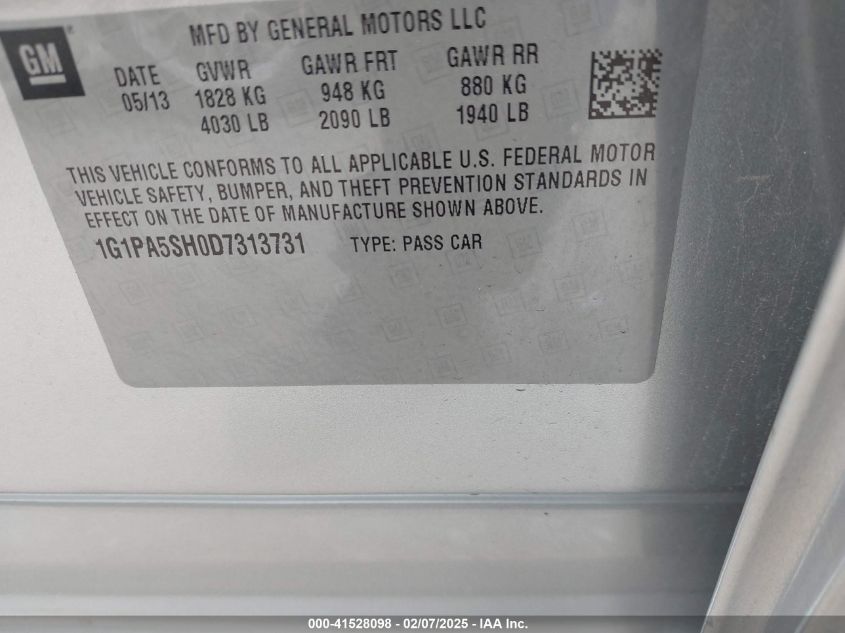 MFD BY GENERAL MOTORS LLC
GM
DATE GVWR GAWR FRT GAWR RR
05/13 1828 KG 948 KG 880 KG
4030 LB 2090 LB 1940 LB
THIS VEHICLE CONFORMS TO ALL APPLICABLE U.S. FEDERAL MOTOR
VEHICLE SAFETY, BUMPER, AND THEFT PREVENTION STANDARDS IN
EFFECT ON THE DATE OF MANUFACTURE SHOWN ABOVE.
1G1PA5SH0D7313731 TYPE: PASS CAR
000-41528098 - 02/07/2025 - IAA Inc.